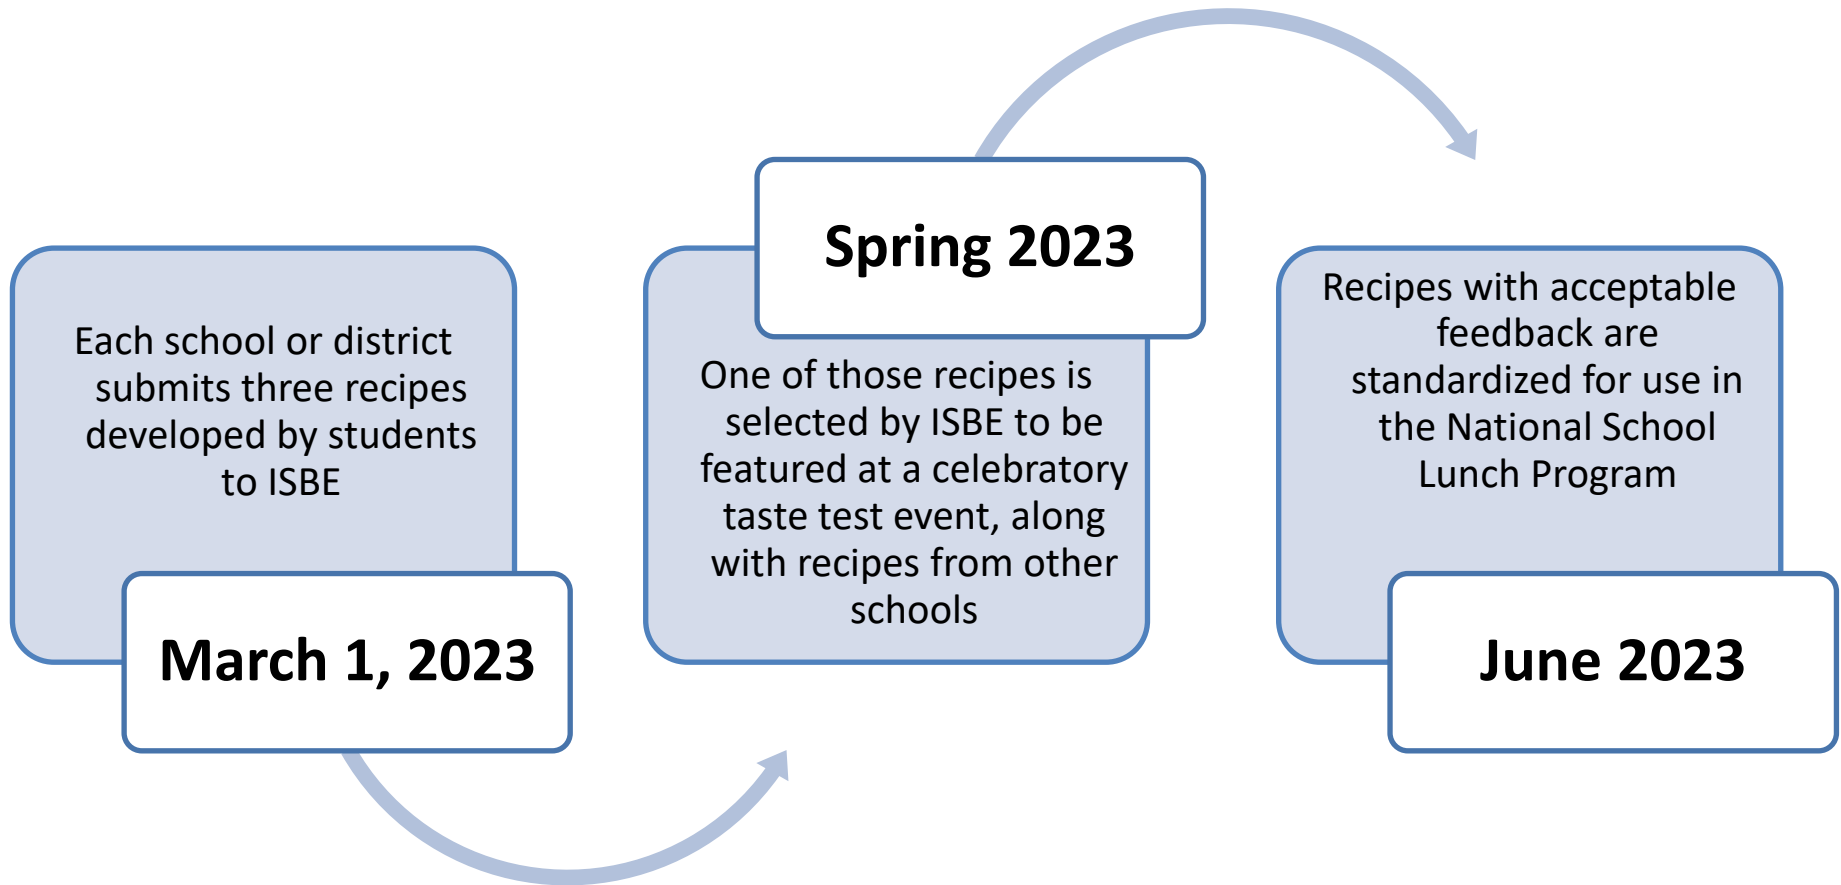 Each school or district
submits three recipes
developed by students
to ISBE
March 1, 2023
Spring 2023
One of those recipes is
selected by ISBE to be
featured at a celebratory
taste test event, along
with recipes from other
schools
Recipes with acceptable
feedback are
standardized for use in
the National School
Lunch Program
June 2023